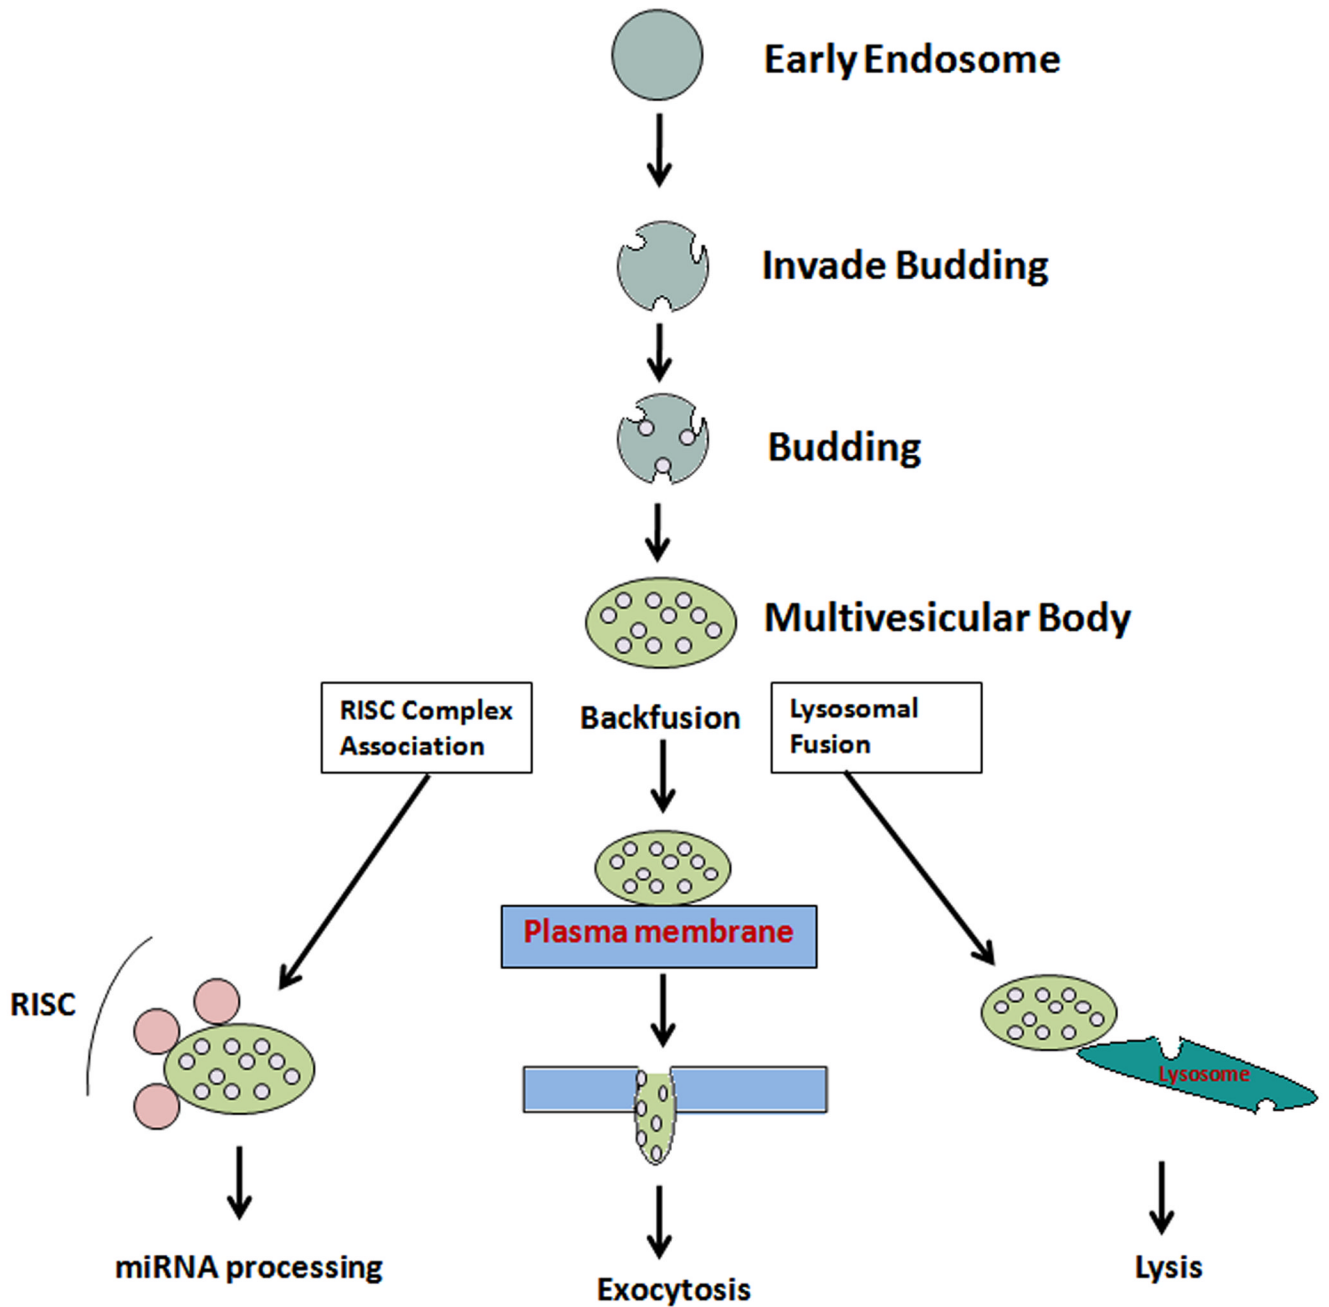 Early Endosome
Invade Budding
Budding
Multivesicular Body
RISC Complex
Association
Backfusion
Lysosomal
Fusion
Plasma membrane
RISC
Lysosome
miRNA processing
Exocytosis
Lysis